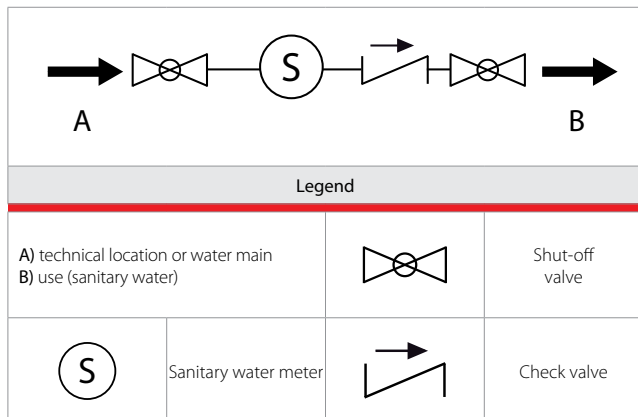 S
A
B
Legend
A) technical location or water main
B) use (sanitary water)
Shut-off
valve
S
Sanitary water meter
Check valve